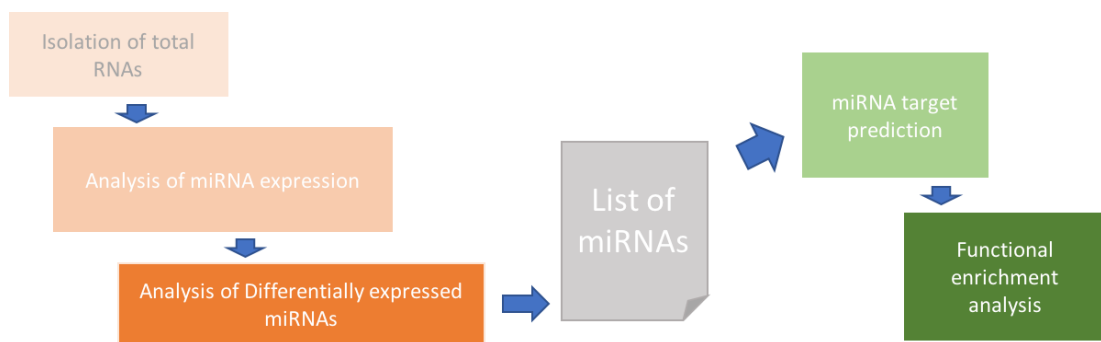 Isolation of total
RNAs
Analysis of miRNA expression
Analysis of Differentially expressed
miRNAs
List of
miRNAs
miRNA target
prediction
Functional
enrichment
analysis